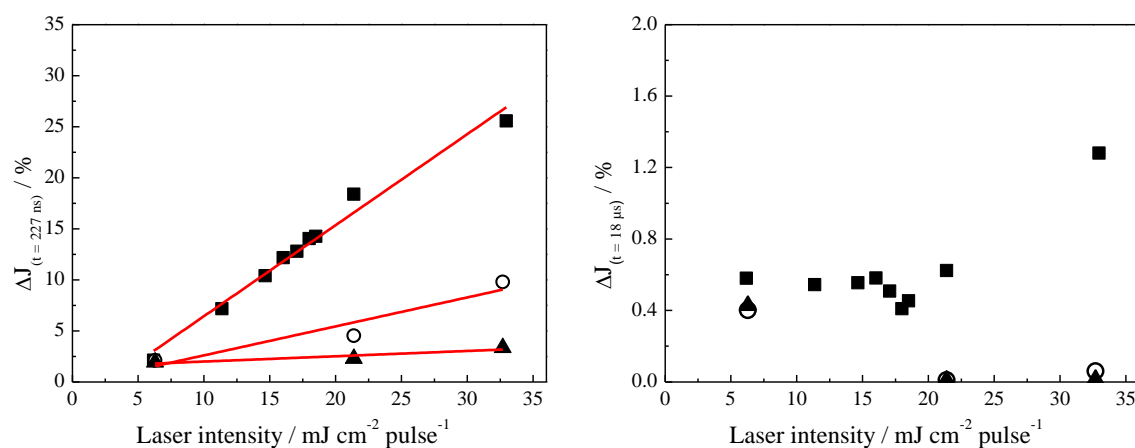 35
30
25
20
15
10
5
0
0 5 10 15 20 25 30 35
ΔJ(t = 227 ns) / %
Laser intensity / mJ cm⁻² pulse⁻¹
2.0
1.6
1.2
0.8
0.4
0.0
0 5 10 15 20 25 30 35
ΔJ(t = 18 μs) / %
Laser intensity / mJ cm⁻² pulse⁻¹